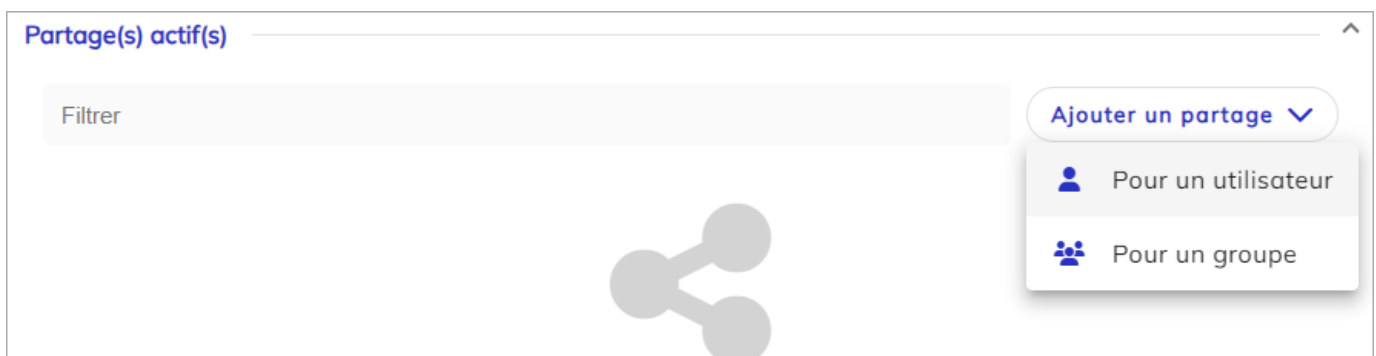 Partage(s) actif(s)
Filtrer
Ajouter un partage
Pour un utilisateur
Pour un groupe